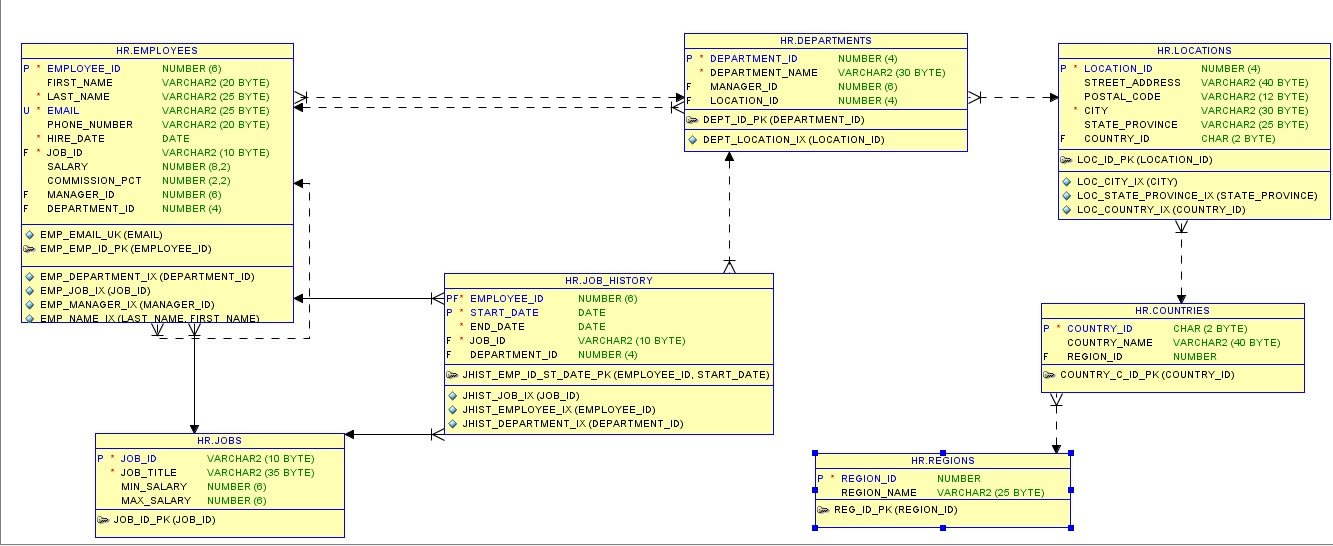 HR.EMPLOYEES
P * EMPLOYEE_ID NUMBER (6)
FIRST_NAME VARCHAR2 (20 BYTE)
* LAST_NAME VARCHAR2 (25 BYTE)
U * EMAIL VARCHAR2 (25 BYTE)
PHONE_NUMBER VARCHAR2 (20 BYTE)
* HIRE_DATE DATE
F * JOB_ID VARCHAR2 (10 BYTE)
SALARY NUMBER (8,2)
COMMISSION_PCT NUMBER (2,2)
F MANAGER_ID NUMBER (6)
F DEPARTMENT_ID NUMBER (4)
EMP_EMAIL_UK (EMAIL)
EMP_EMP_ID_PK (EMPLOYEE_ID)
EMP_DEPARTMENT_IX (DEPARTMENT_ID)
EMP_JOB_IX (JOB_ID)
EMP_MANAGER_IX (MANAGER_ID)
EMP_NAME_IX (LAST_NAME, FIRST_NAME)
HR.DEPARTMENTS
P * DEPARTMENT_ID NUMBER (4)
* DEPARTMENT_NAME VARCHAR2 (30 BYTE)
F MANAGER_ID NUMBER (6)
F LOCATION_ID NUMBER (4)
DEPT_ID_PK (DEPARTMENT_ID)
DEPT_LOCATION_IX (LOCATION_ID)
HR.LOCATIONS
P * LOCATION_ID NUMBER (4)
STREET_ADDRESS VARCHAR2 (40 BYTE)
POSTAL_CODE VARCHAR2 (12 BYTE)
* CITY VARCHAR2 (30 BYTE)
STATE_PROVINCE VARCHAR2 (25 BYTE)
F COUNTRY_ID CHAR (2 BYTE)
LOC_ID_PK (LOCATION_ID)
LOC_CITY_IX (CITY)
LOC_STATE_PROVINCE_IX (STATE_PROVINCE)
LOC_COUNTRY_IX (COUNTRY_ID)
HR.JOB_HISTORY
PF* EMPLOYEE_ID NUMBER (6)
P * START_DATE DATE
* END_DATE DATE
F * JOB_ID VARCHAR2 (10 BYTE)
F DEPARTMENT_ID NUMBER (4)
JHIST_EMP_ID_ST_DATE_PK (EMPLOYEE_ID, START_DATE)
JHIST_JOB_IX (JOB_ID)
JHIST_EMPLOYEE_IX (EMPLOYEE_ID)
JHIST_DEPARTMENT_IX (DEPARTMENT_ID)
HR.COUNTRIES
P * COUNTRY_ID CHAR (2 BYTE)
COUNTRY_NAME VARCHAR2 (40 BYTE)
F REGION_ID NUMBER
COUNTRY_C_ID_PK (COUNTRY_ID)
HR.JOBS
P * JOB_ID VARCHAR2 (10 BYTE)
* JOB_TITLE VARCHAR2 (35 BYTE)
MIN_SALARY NUMBER (6)
MAX_SALARY NUMBER (6)
JOB_ID_PK (JOB_ID)
HR.REGIONS
P * REGION_ID NUMBER
REGION_NAME VARCHAR2 (25 BYTE)
REG_ID_PK (REGION_ID)